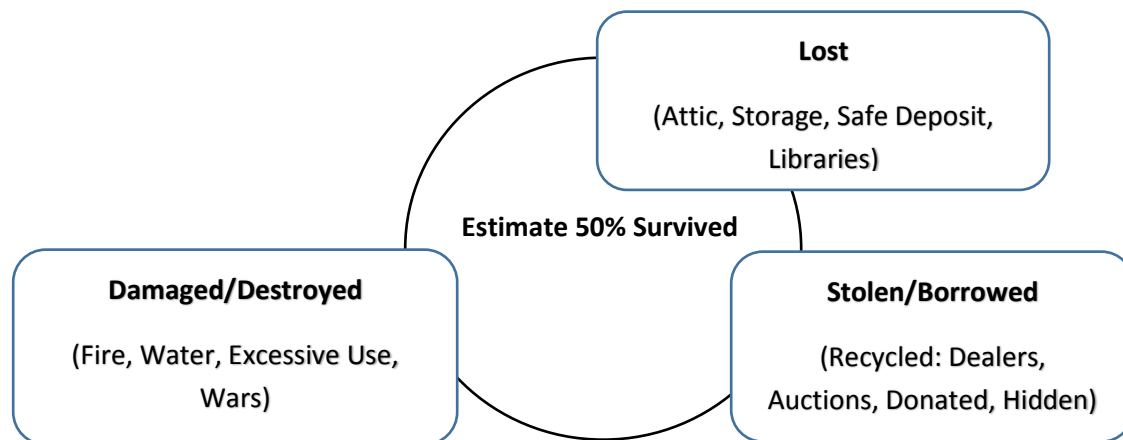 Lost
(Attic, Storage, Safe Deposit,
Libraries)
Estimate 50% Survived
Damaged/Destroyed
(Fire, Water, Excessive Use,
Wars)
Stolen/Borrowed
(Recycled: Dealers,
Auctions, Donated, Hidden)